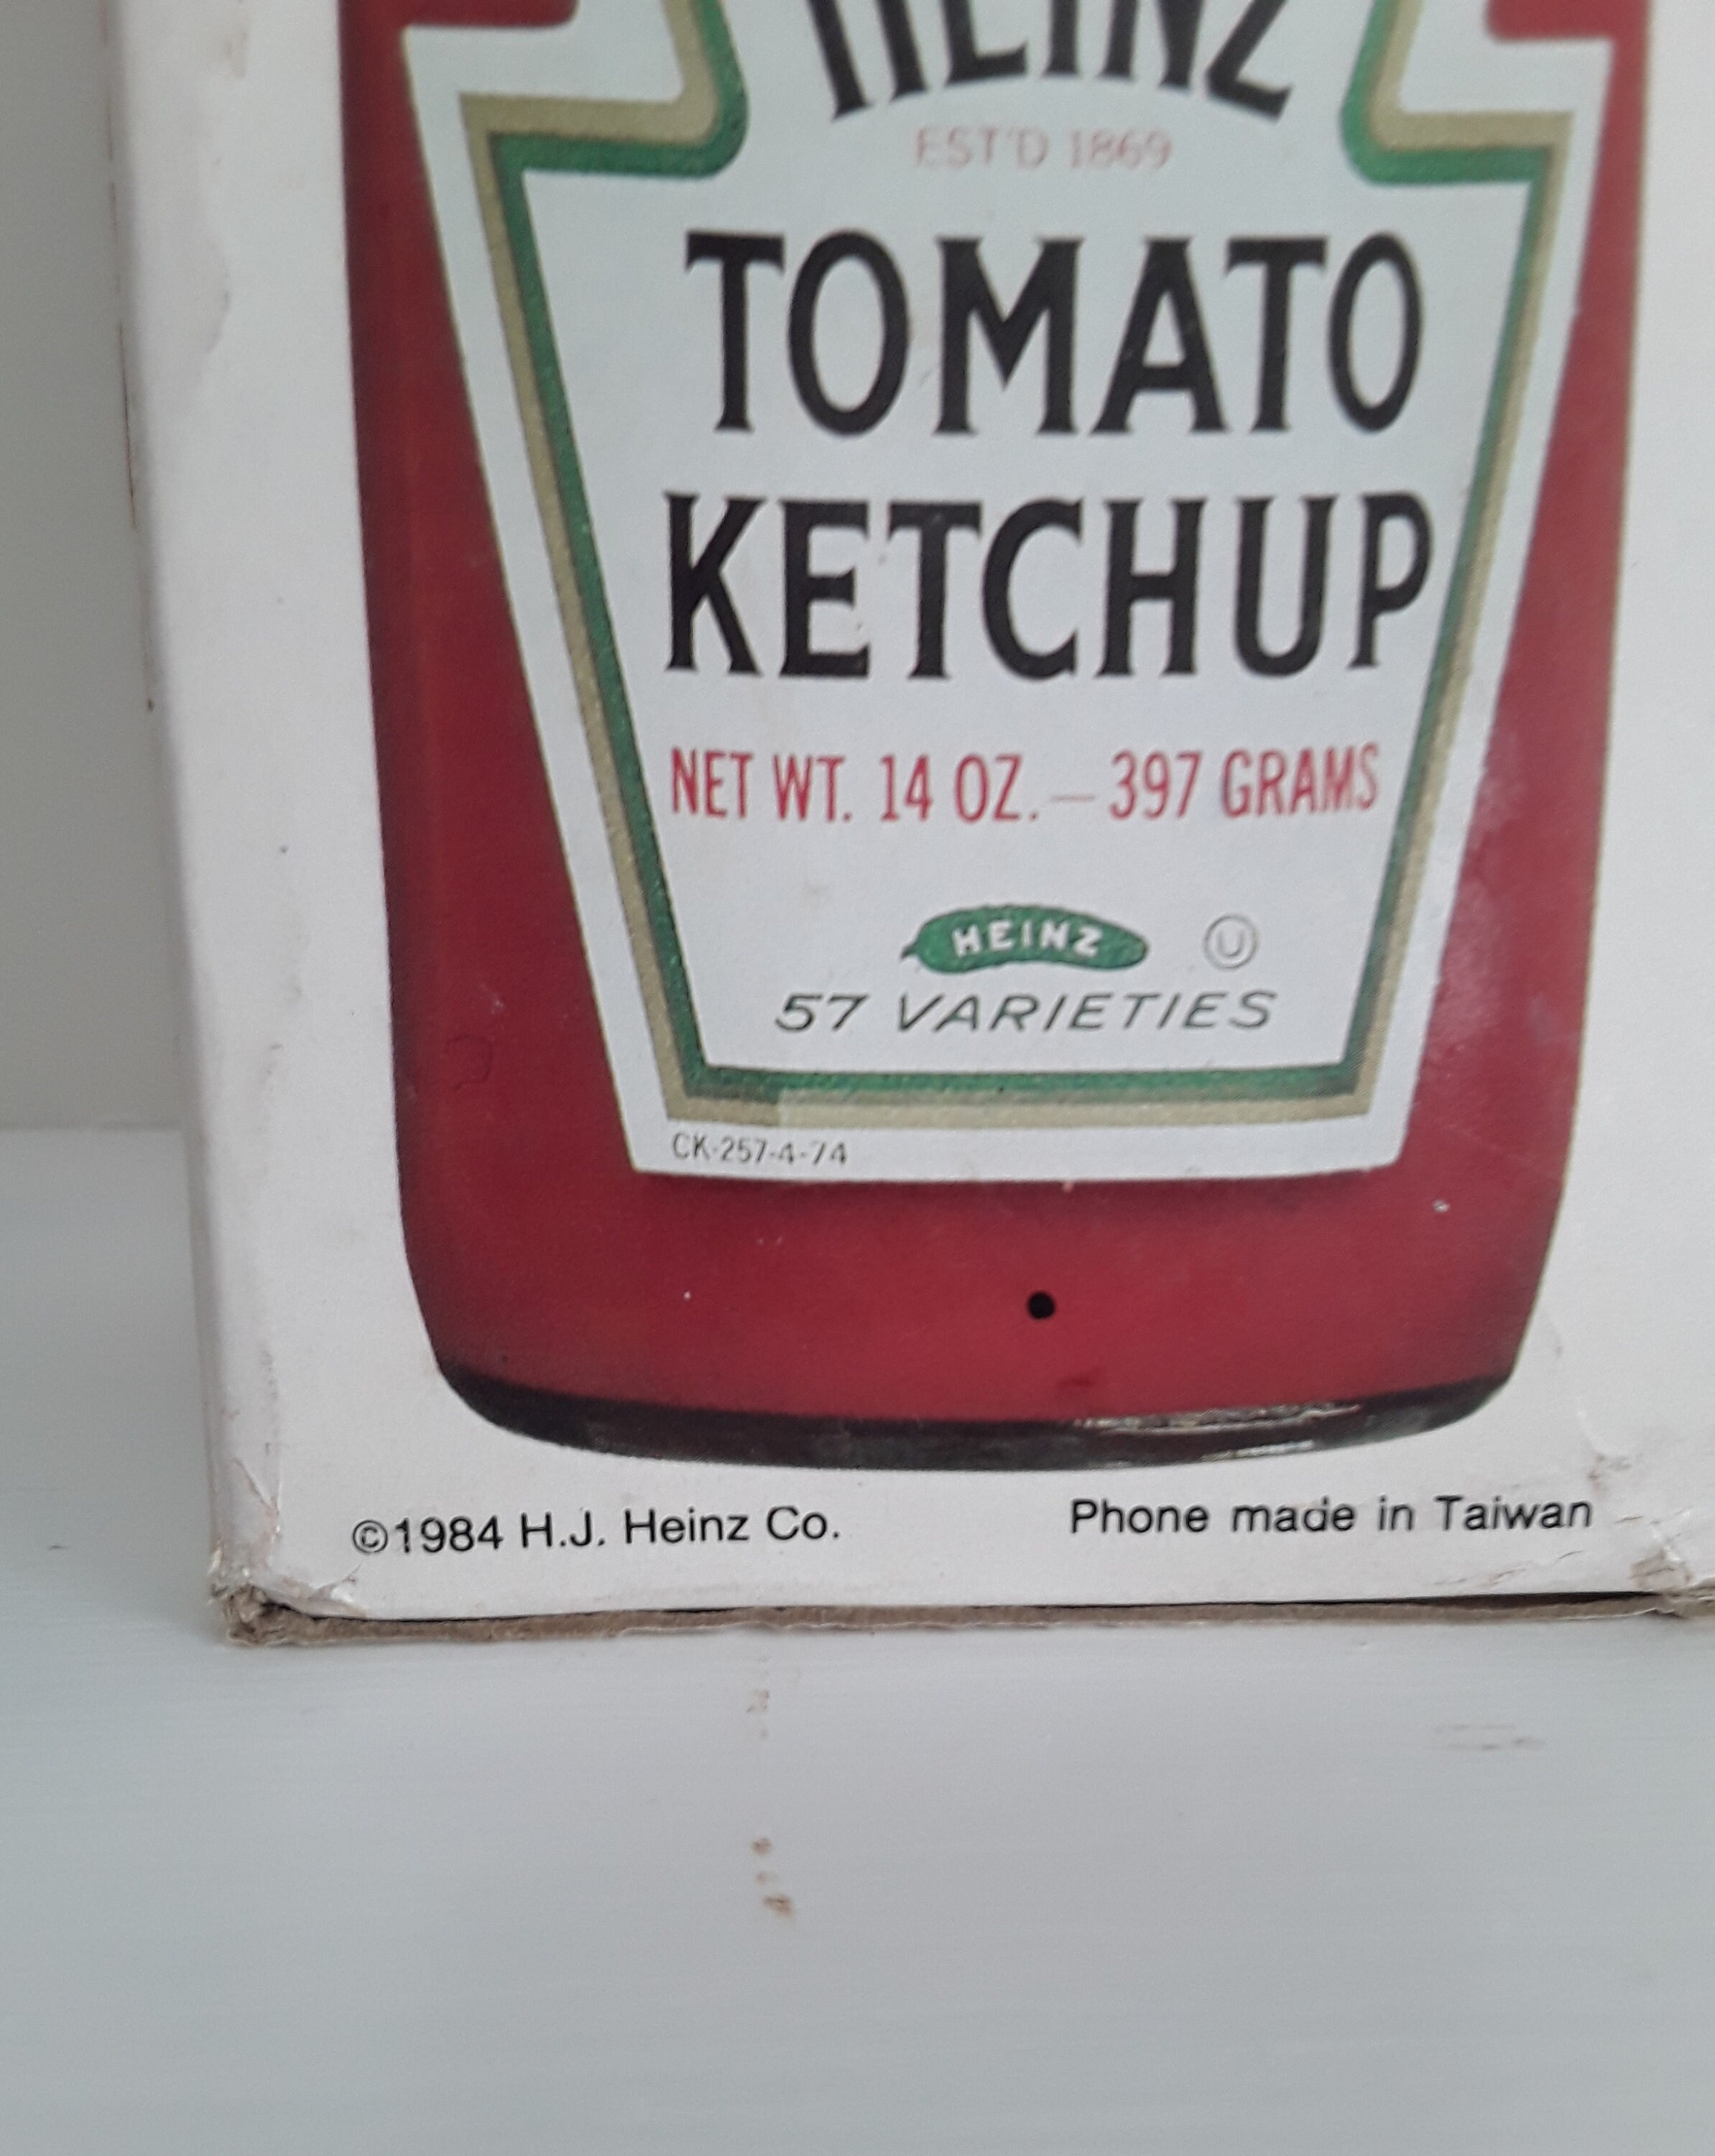 HEINZ
EST'D 1869
TOMATO
KETCHUP
NET WT. 14 OZ. — 397 GRAMS
HEINZ
U
57 VARIETIES
CK-257-4-74
©1984 H.J. Heinz Co.
Phone made in Taiwan